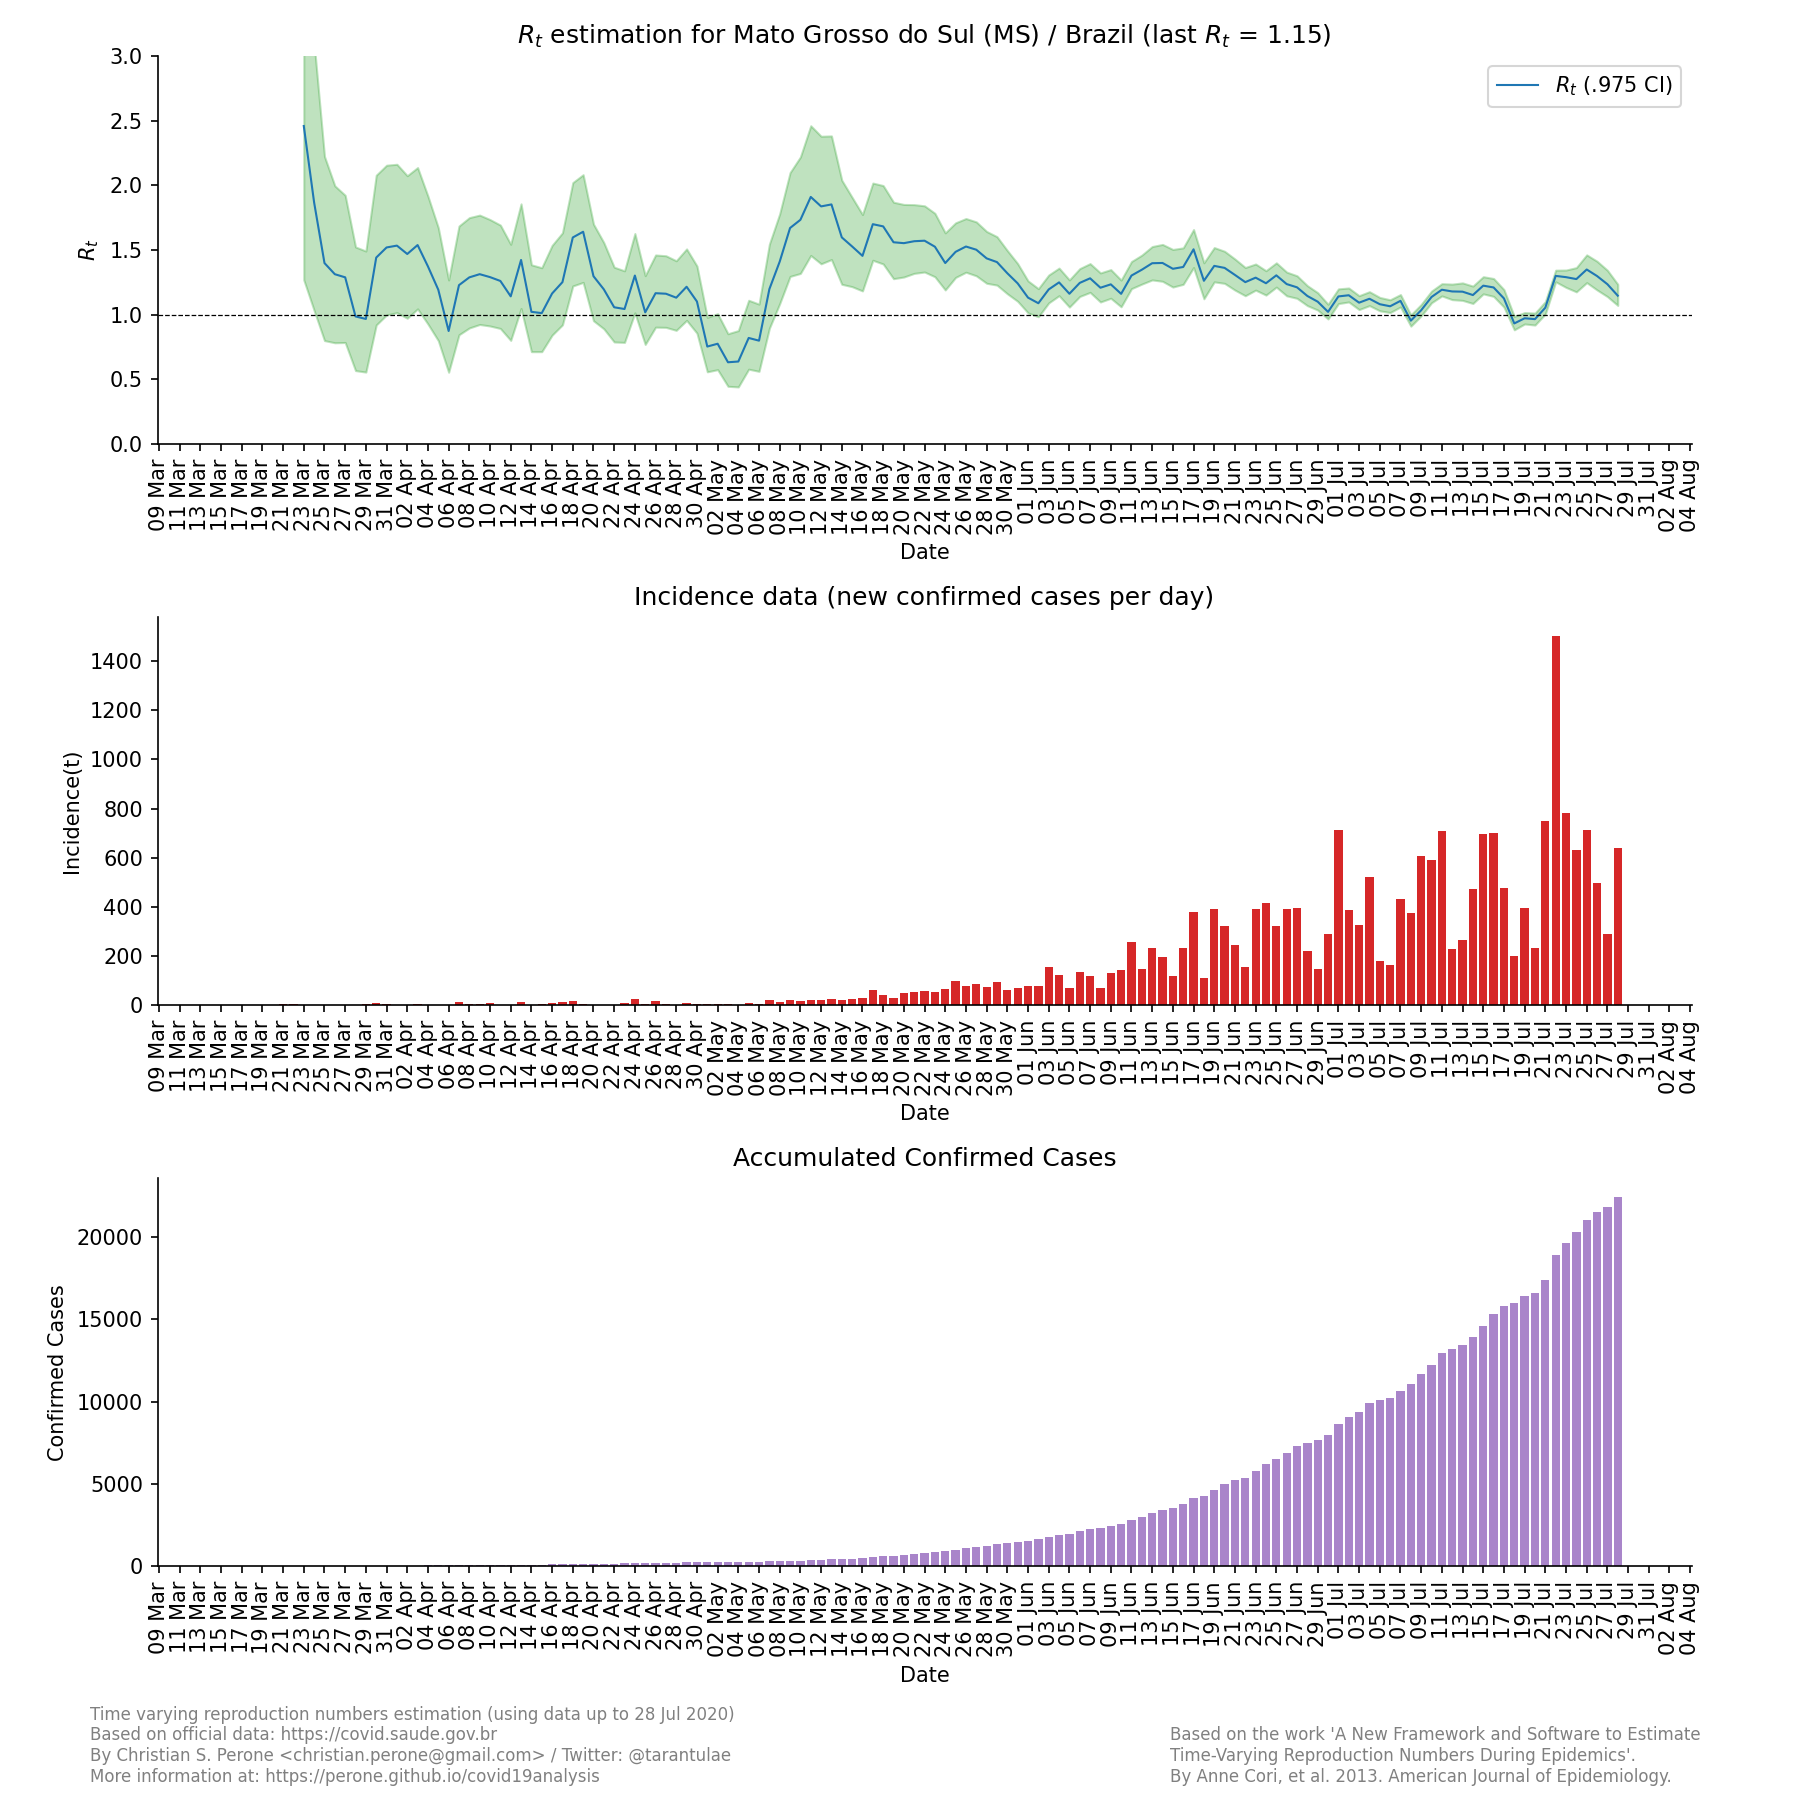 Rt estimation for Mato Grosso do Sul (MS) / Brazil (last Rt = 1.15)
Rt (.975 CI)
3.0
2.5
2.0
1.5
1.0
0.5
0.0
Rt
09 Mar 11 Mar 13 Mar 15 Mar 17 Mar 19 Mar 21 Mar 23 Mar 25 Mar 27 Mar 29 Mar 31 Mar 02 Apr 04 Apr 06 Apr 08 Apr 10 Apr 12 Apr 14 Apr 16 Apr 18 Apr 20 Apr 22 Apr 24 Apr 26 Apr 28 Apr 30 Apr 02 May 04 May 06 May 08 May 10 May 12 May 14 May 16 May 18 May 20 May 22 May 24 May 26 May 28 May 30 May 01 Jun 03 Jun 05 Jun 07 Jun 09 Jun 11 Jun 13 Jun 15 Jun 17 Jun 19 Jun 21 Jun 23 Jun 25 Jun 27 Jun 29 Jun 01 Jul 03 Jul 05 Jul 07 Jul 09 Jul 11 Jul 13 Jul 15 Jul 17 Jul 19 Jul 21 Jul 23 Jul 25 Jul 27 Jul 29 Jul 31 Jul 02 Aug 04 Aug
Date
Incidence data (new confirmed cases per day)
1400
1200
1000
800
600
400
200
0
Incidence(t)
09 Mar 11 Mar 13 Mar 15 Mar 17 Mar 19 Mar 21 Mar 23 Mar 25 Mar 27 Mar 29 Mar 31 Mar 02 Apr 04 Apr 06 Apr 08 Apr 10 Apr 12 Apr 14 Apr 16 Apr 18 Apr 20 Apr 22 Apr 24 Apr 26 Apr 28 Apr 30 Apr 02 May 04 May 06 May 08 May 10 May 12 May 14 May 16 May 18 May 20 May 22 May 24 May 26 May 28 May 30 May 01 Jun 03 Jun 05 Jun 07 Jun 09 Jun 11 Jun 13 Jun 15 Jun 17 Jun 19 Jun 21 Jun 23 Jun 25 Jun 27 Jun 29 Jun 01 Jul 03 Jul 05 Jul 07 Jul 09 Jul 11 Jul 13 Jul 15 Jul 17 Jul 19 Jul 21 Jul 23 Jul 25 Jul 27 Jul 29 Jul 31 Jul 02 Aug 04 Aug
Date
Accumulated Confirmed Cases
20000
15000
10000
5000
0
Confirmed Cases
09 Mar 11 Mar 13 Mar 15 Mar 17 Mar 19 Mar 21 Mar 23 Mar 25 Mar 27 Mar 29 Mar 31 Mar 02 Apr 04 Apr 06 Apr 08 Apr 10 Apr 12 Apr 14 Apr 16 Apr 18 Apr 20 Apr 22 Apr 24 Apr 26 Apr 28 Apr 30 Apr 02 May 04 May 06 May 08 May 10 May 12 May 14 May 16 May 18 May 20 May 22 May 24 May 26 May 28 May 30 May 01 Jun 03 Jun 05 Jun 07 Jun 09 Jun 11 Jun 13 Jun 15 Jun 17 Jun 19 Jun 21 Jun 23 Jun 25 Jun 27 Jun 29 Jun 01 Jul 03 Jul 05 Jul 07 Jul 09 Jul 11 Jul 13 Jul 15 Jul 17 Jul 19 Jul 21 Jul 23 Jul 25 Jul 27 Jul 29 Jul 31 Jul 02 Aug 04 Aug
Date
Time varying reproduction numbers estimation (using data up to 28 Jul 2020)
Based on official data: https://covid.saude.gov.br
By Christian S. Perone <christian.perone@gmail.com> / Twitter: @tarantulae
More information at: https://perone.github.io/covid19analysis
Based on the work 'A New Framework and Software to Estimate
Time-Varying Reproduction Numbers During Epidemics'.
By Anne Cori, et al. 2013. American Journal of Epidemiology.